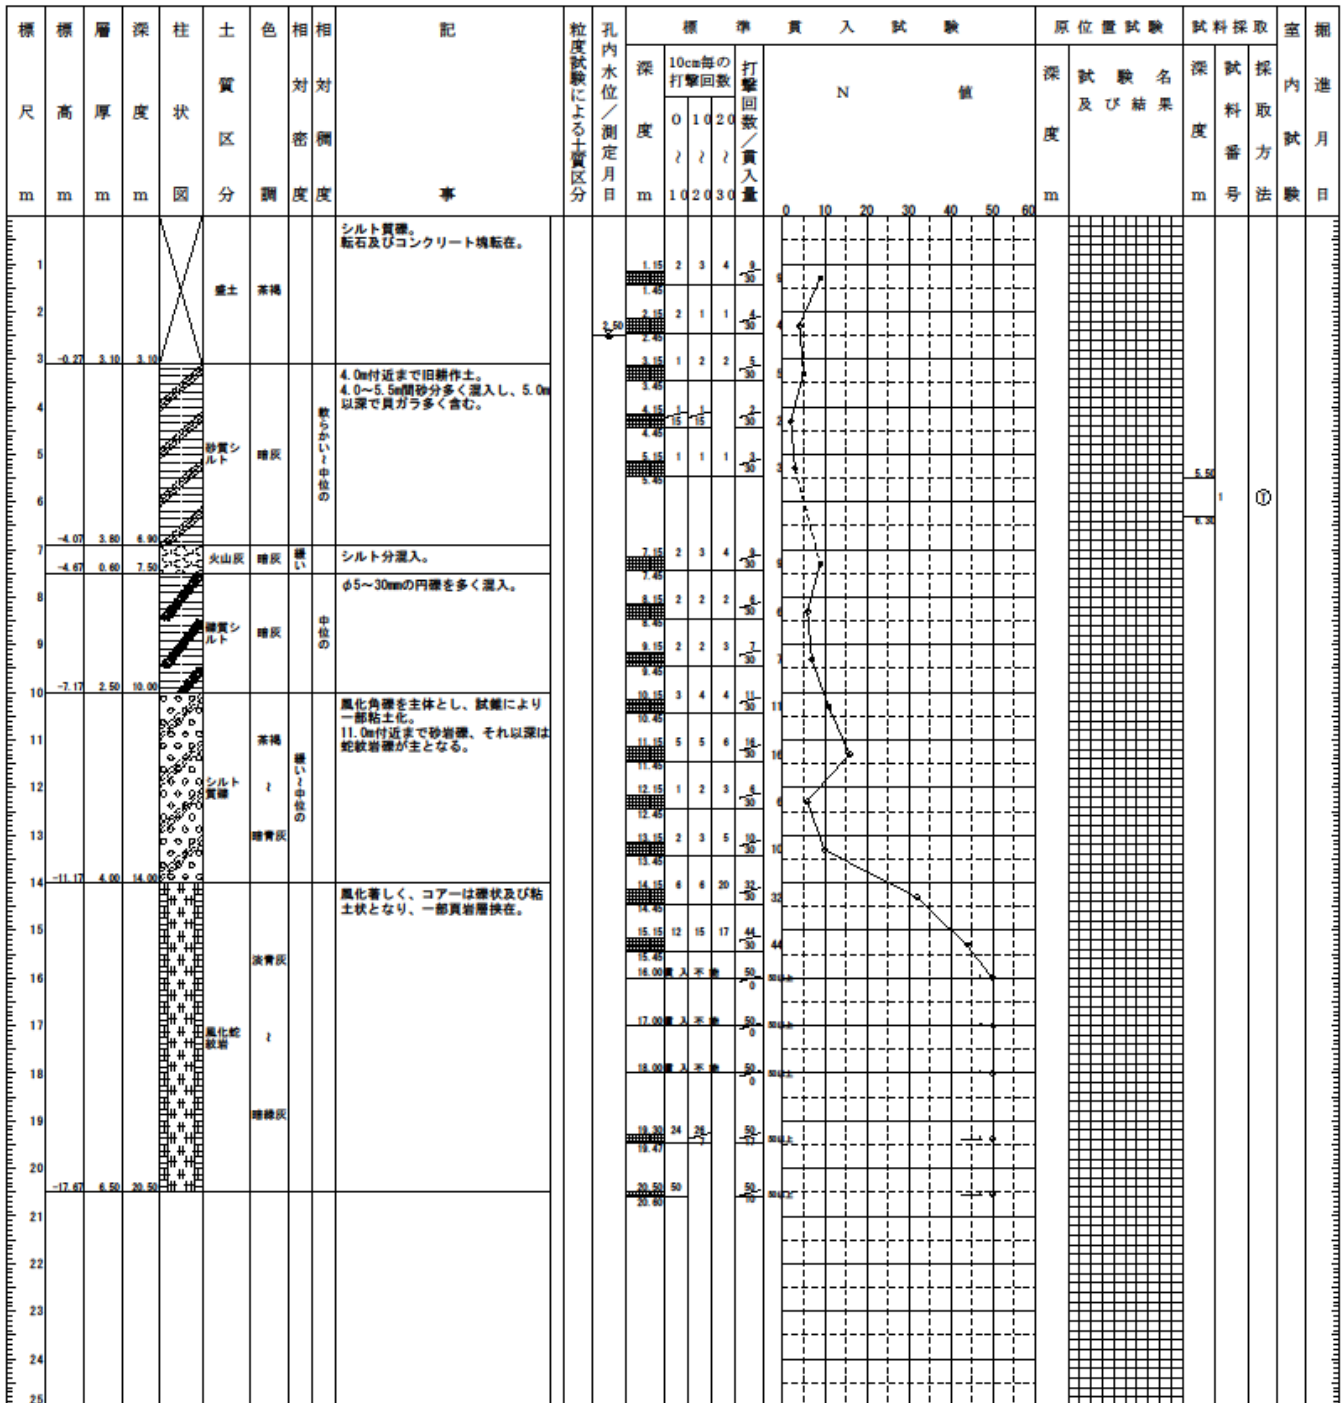 標尺 m
標高 m
層厚 m
深度 m
柱状図
土質区分
色調
相対密度
相対稠度
記事
粒度試験による土質区分
孔内水位/測定月日
標準貫入試験
深度 m
10cm毎の
打撃回数
0 10 20
~ ~ ~
10 20 30
打撃回数/貫入量
N 値
0 10 20 30 40 50 60
原位置試験
深度 m
試験名
及び結果
試料採取
深度 m
試料番号
採取方法
室内試験
掘進月日
シルト質礫。
転石及びコンクリート塊転在。
1
1.15 2 3 4 9/30 9
1.45
盛土 茶褐
2
2.15 2 1 1 4/30 4
2.50
2.45
3 -0.27 3.10 3.10
3.15 1 2 2 5/30 5
3.45
4.0m付近まで旧耕作土。
4.0~5.5m間砂分多く混入し、5.0m
以深で貝ガラ多く含む。
4
4.15 1/15 1/15 2/30 2
4.45
砂質シ
ルト
暗灰
軟らかい~中位の
5
5.15 1 1 1 3/30 3
5.45
5.50
1 T
6.30
6
-4.07 3.80 6.90
7
火山灰 暗灰 緩い シルト分混入。
7.15 2 3 4 9/30 9
7.45
-4.67 0.60 7.50
φ5~30mmの円礫を多く混入。
8
8.15 2 2 2 6/30 6
8.45
礫質シ
ルト
暗灰
中位の
9
9.15 2 2 3 7/30 7
9.45
-7.17 2.50 10.00
10
10.15 3 4 4 11/30 11
10.45
風化角礫を主体とし、試錐により
一部粘土化。
11.0m付近まで砂岩礫、それ以深は
蛇紋岩礫が主となる。
11
11.15 5 5 6 16/30 16
11.45
シルト
質礫
茶褐
~
暗青灰
緩い~中位の
12
12.15 1 2 3 6/30 6
12.45
13
13.15 2 3 5 10/30 10
13.45
-11.17 4.00 14.00
14
14.15 6 6 20 32/30 32
14.45
風化著しく、コアーは礫状及び粘
土状となり、一部頁岩層挟在。
15
15.15 12 15 17 44/30 44
15.45
16
16.00 貫入不能 50/0 50以上
淡青灰
~
暗緑灰
17
17.00 貫入不能 50/0 50以上
風化蛇
紋岩
18
18.00 貫入不能 50/0 50以上
19
19.30 24 26/7 50/17 50以上
19.47
20
-17.67 6.50 20.50
20.50 50 50/10 50以上
20.60
21
22
23
24
25